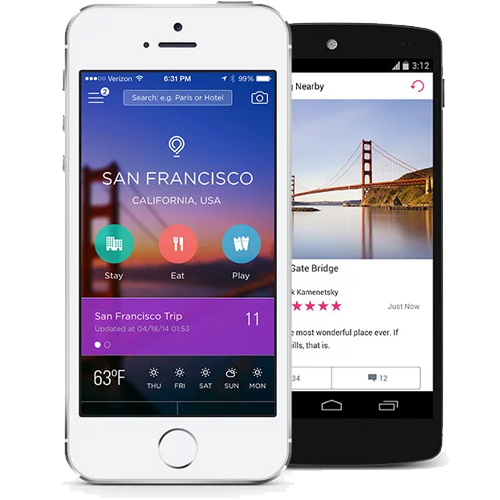 Verizon 6:31 PM 99%
2
Search: e.g. Paris or Hotel
SAN FRANCISCO
CALIFORNIA, USA
Stay Eat Play
San Francisco Trip 11
Updated at 04/18/14 01:53
63°F
THU FRI SAT SUN MON
3:12
Nearby
Gate Bridge
Kamenetsky
Just Now
most wonderful place ever. If
that is.
34 12